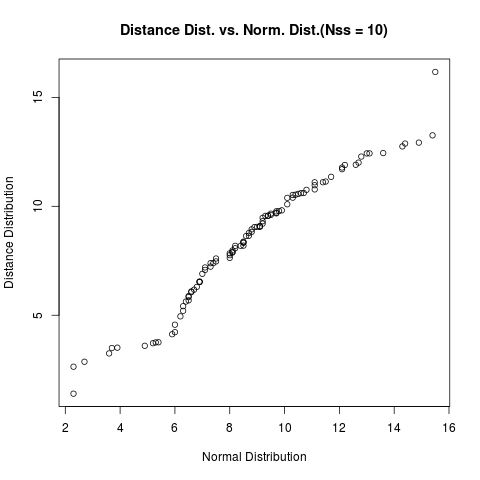 Distance Dist. vs. Norm. Dist.(Nss = 10)
15
10
5
Distance Distribution
2 4 6 8 10 12 14 16
Normal Distribution